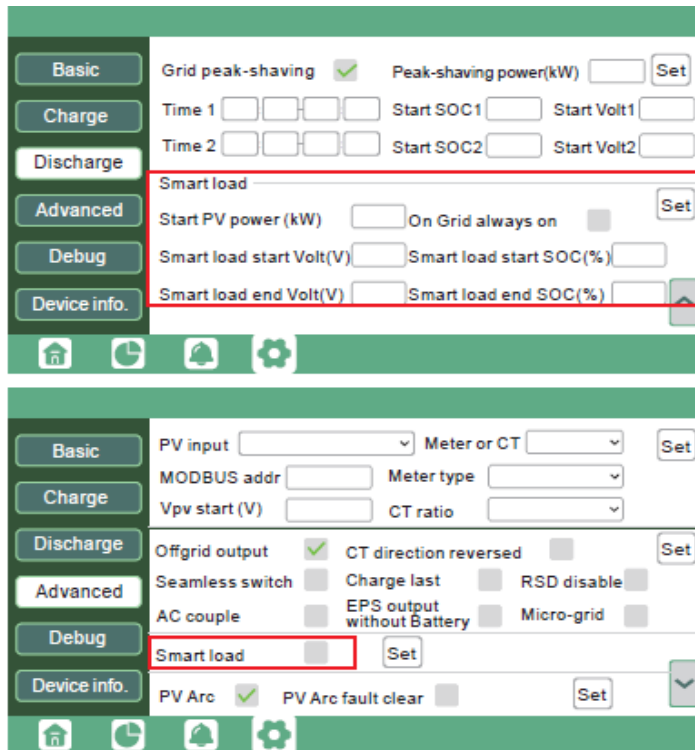 Basic
Charge
Discharge
Advanced
Debug
Device info.
Grid peak-shaving Peak-shaving power(kW) Set
Time 1 Start SOC1 Start Volt1
Time 2 Start SOC2 Start Volt2
Smart load
Set
Start PV power (kW) On Grid always on
Smart load start Volt(V) Smart load start SOC(%)
Smart load end Volt(V) Smart load end SOC(%)
Basic
Charge
Discharge
Advanced
Debug
Device info.
PV input Meter or CT Set
MODBUS addr Meter type
Vpv start (V) CT ratio
Offgrid output CT direction reversed Set
Seamless switch Charge last RSD disable
AC couple EPS output without Battery Micro-grid
Smart load Set
PV Arc PV Arc fault clear Set